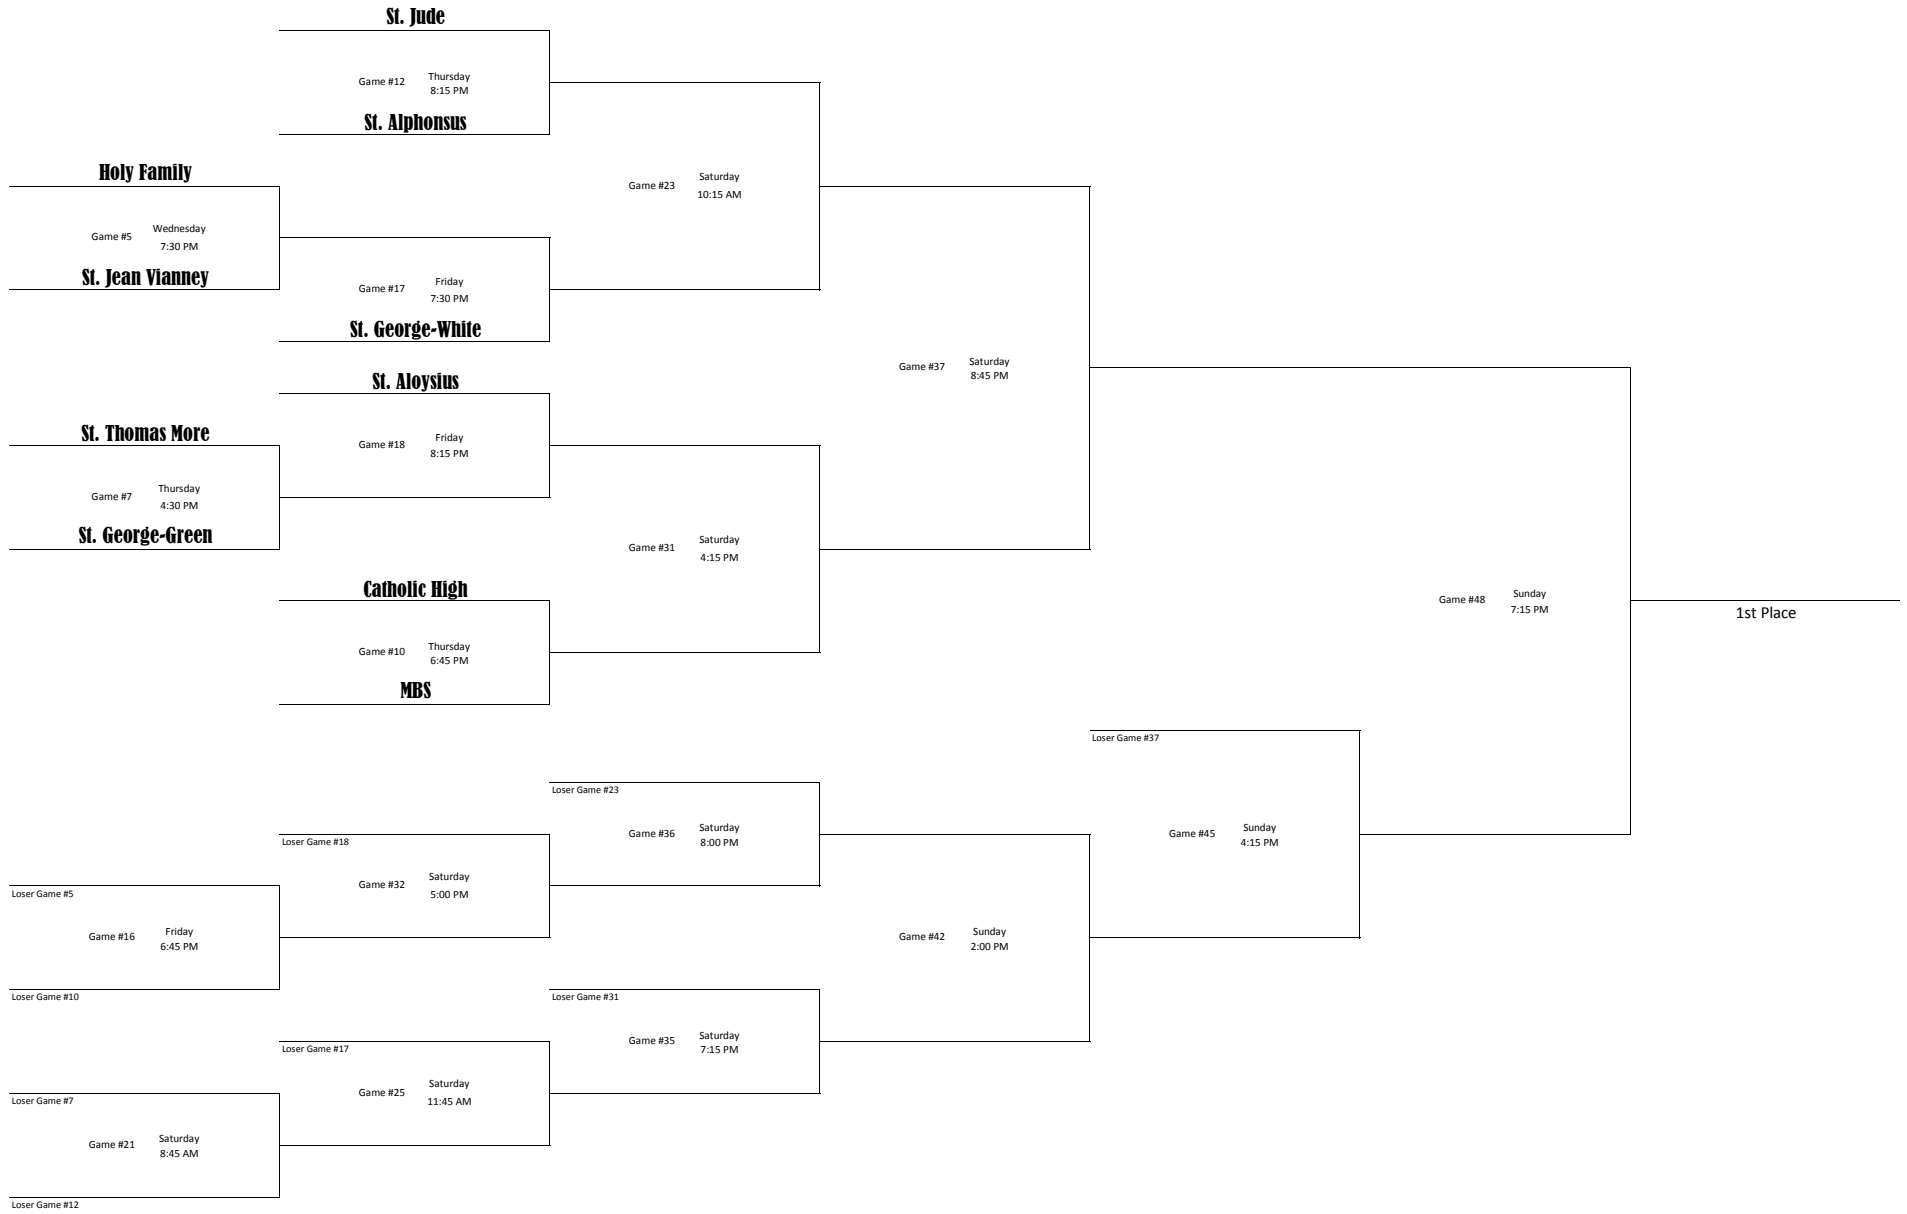 St. Jude
Game #12 Thursday
8:15 PM
St. Alphonsus
Holy Family
Game #23 Saturday
10:15 AM
Game #5 Wednesday
7:30 PM
St. Jean Vianney
Game #17 Friday
7:30 PM
St. George-White
Game #37 Saturday
8:45 PM
St. Aloysius
St. Thomas More
Game #18 Friday
8:15 PM
Game #7 Thursday
4:30 PM
St. George-Green
Game #31 Saturday
4:15 PM
Catholic High
Game #48 Sunday
7:15 PM
1st Place
Game #10 Thursday
6:45 PM
MBS
Loser Game #37
Loser Game #23
Game #36 Saturday
8:00 PM
Game #45 Sunday
4:15 PM
Loser Game #18
Game #32 Saturday
5:00 PM
Loser Game #5
Game #16 Friday
6:45 PM
Game #42 Sunday
2:00 PM
Loser Game #10
Loser Game #31
Game #35 Saturday
7:15 PM
Loser Game #17
Game #25 Saturday
11:45 AM
Loser Game #7
Game #21 Saturday
8:45 AM
Loser Game #12